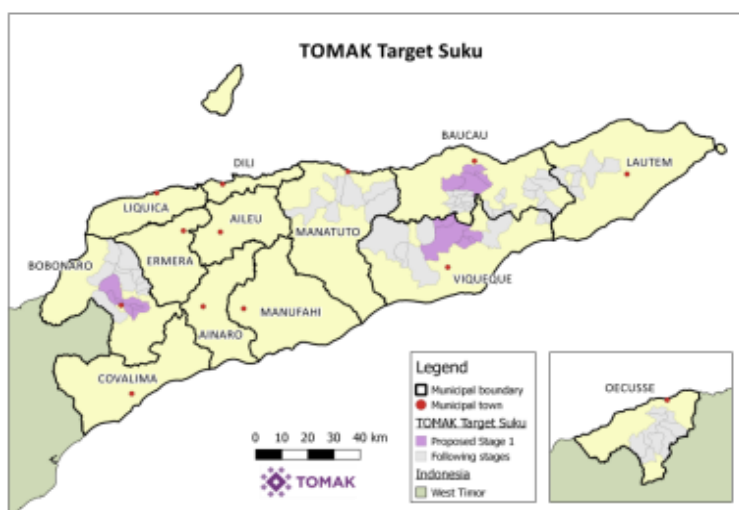 TOMAK Target Suku
BAUCAU
DILI
LAUTEM
LIQUICA
AILEU
MANATUTO
ERMERA
BOBONARO
VIQUEQUE
MANUFAHI
AINARO
COVALIMA
Legend
Municipal boundary
Municipal town
TOMAK Target Suku
Proposed Stage 1
Following stages
Indonesia
West Timor
OECUSSE
0 10 20 30 40 km
TOMAK